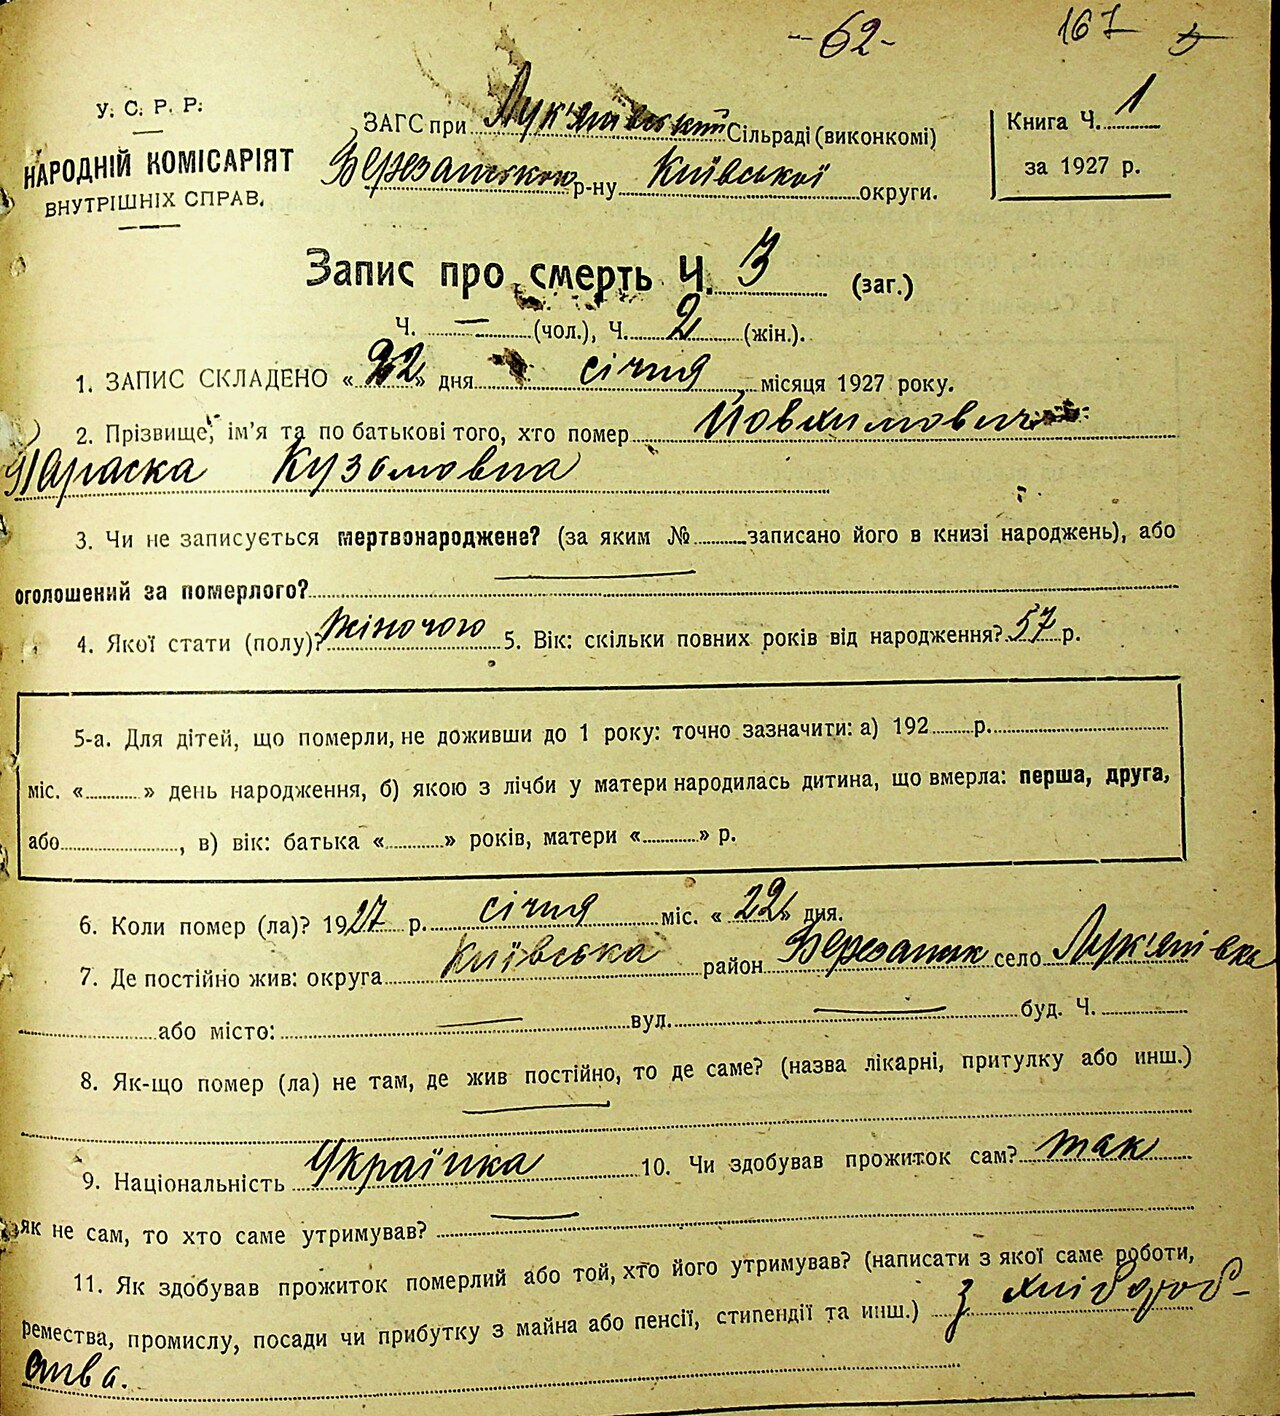 -62-
167
У. С. Р. Р.
НАРОДНІЙ КОМІСАРІЯТ
ВНУТРІШНІХ СПРАВ.
ЗАГС при Лук'янівській Сільраді (виконкомі)
Березанського р-ну Київської округи.
Книга Ч. 1
за 1927 р.
Запис про смерть Ч. 3 (заг.)
Ч. — (чол.), Ч. 2 (жін.).
1. ЗАПИС СКЛАДЕНО «22» дня січня місяця 1927 року.
2. Прізвище, ім'я та по батькові того, хто помер
Параска Кузьмовна
3. Чи не записується мертвонароджене? (за яким № записано його в книзі народжень), або
оголошений за померлого? —
4. Якої стати (полу)? жіночого 5. Вік: скільки повних років від народження? 57 р.
5-а. Для дітей, що померли, не доживши до 1 року: точно зазначити: а) 192 р.
міс. « » день народження, б) якою з лічби у матери народилась дитина, що вмерла: перша, друга,
або , в) вік: батька « » років, матери « » р.
6. Коли помер (ла)? 1927 р. січня міс. «22» дня.
7. Де постійно жив: округа Київська район Березанськ село Лук'янівка
або місто: — вул. — буд. Ч.
8. Як-що помер (ла) не там, де жив постійно, то де саме? (назва лікарні, притулку або инш.)
—
9. Національність Українка 10. Чи здобував прожиток сам? так
як не сам, то хто саме утримував? —
11. Як здобував прожиток померлий або той, хто його утримував? (написати з якої саме роботи,
ремества, промислу, посади чи прибутку з майна або пенсії, стипендії та инш.) з хлібороб-
ства.